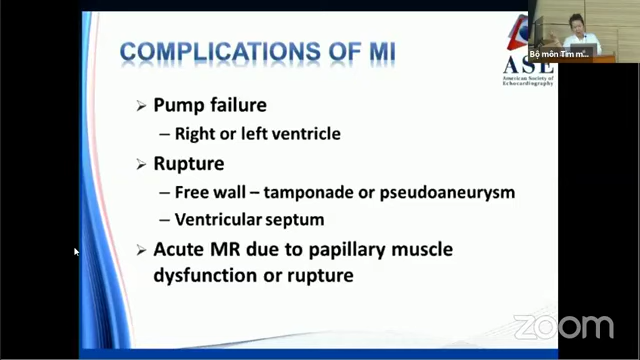 COMPLICATIONS OF MI
ASE
American Society of
Echocardiography
Bộ môn Tim m...
➢ Pump failure
– Right or left ventricle
➢ Rupture
– Free wall – tamponade or pseudoaneurysm
– Ventricular septum
➢ Acute MR due to papillary muscle
dysfunction or rupture
zoom